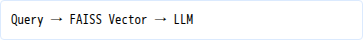 Query → FAISS Vector → LLM